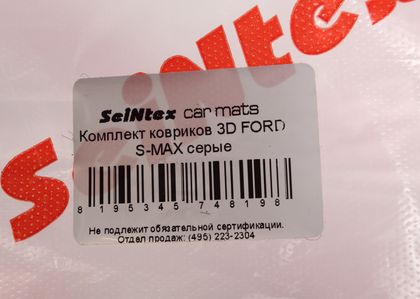 SeiNtex
SeiNtex car mats
Комплект ковриков 3D FORD
S-MAX серые
8 195345 748198
Не подлежит обязательной сертификации.
Отдел продаж: (495) 223-2304